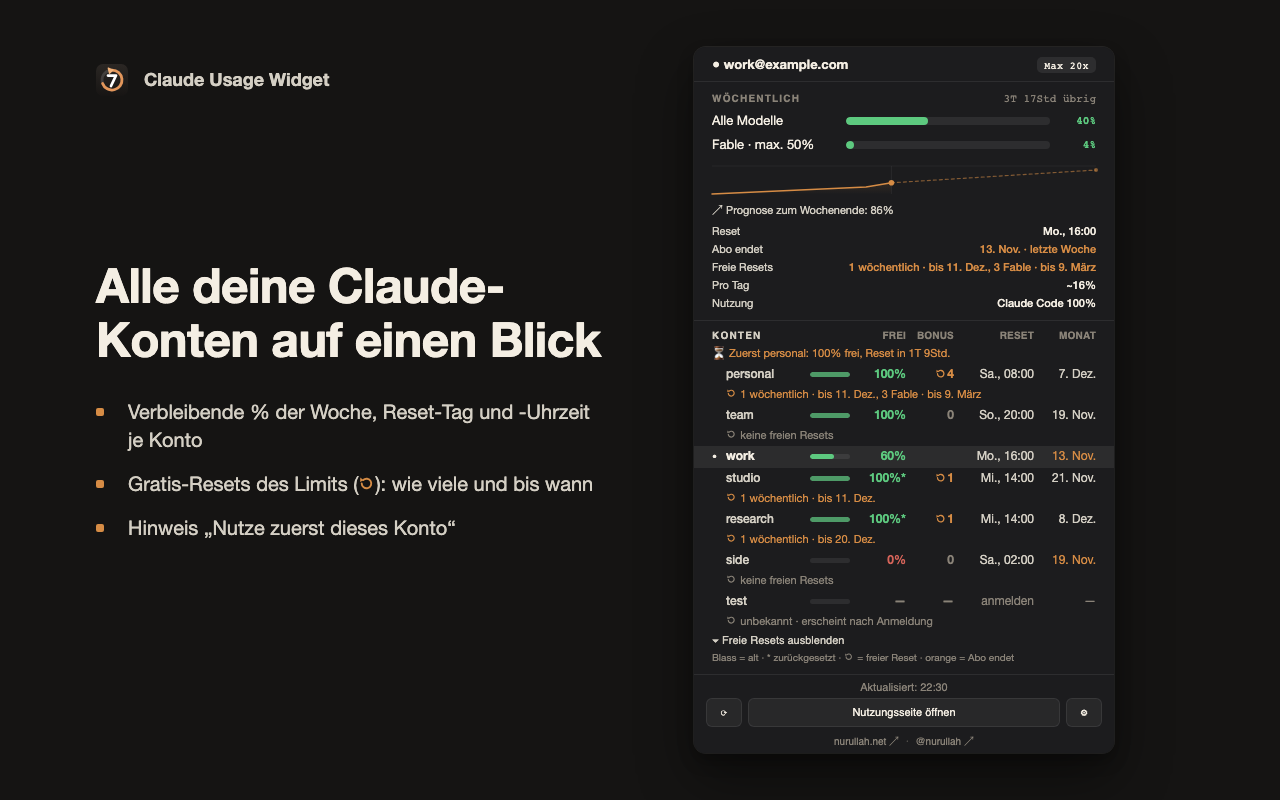 7 Claude Usage Widget
Alle deine Claude-
Konten auf einen Blick
Verbleibende % der Woche, Reset-Tag und -Uhrzeit
je Konto
Gratis-Resets des Limits (↺): wie viele und bis wann
Hinweis „Nutze zuerst dieses Konto“
work@example.com Max 20x
WÖCHENTLICH 3T 17Std übrig
Alle Modelle 40%
Fable · max. 50% 4%
↗ Prognose zum Wochenende: 86%
Reset Mo., 16:00
Abo endet 13. Nov. · letzte Woche
Freie Resets 1 wöchentlich · bis 11. Dez., 3 Fable · bis 9. März
Pro Tag ~16%
Nutzung Claude Code 100%
KONTEN FREI BONUS RESET MONAT
⏳ Zuerst personal: 100% frei, Reset in 1T 9Std.
personal 100% ↺4 Sa., 08:00 7. Dez.
↺ 1 wöchentlich · bis 11. Dez., 3 Fable · bis 9. März
team 100% 0 So., 20:00 19. Nov.
↺ keine freien Resets
• work 60% Mo., 16:00 13. Nov.
studio 100%* ↺1 Mi., 14:00 21. Nov.
↺ 1 wöchentlich · bis 11. Dez.
research 100%* ↺1 Mi., 14:00 8. Dez.
↺ 1 wöchentlich · bis 20. Dez.
side 0% 0 Sa., 02:00 19. Nov.
↺ keine freien Resets
test — — anmelden —
↺ unbekannt · erscheint nach Anmeldung
▾ Freie Resets ausblenden
Blass = alt · * zurückgesetzt · ↺ = freier Reset · orange = Abo endet
Aktualisiert: 22:30
⟳ Nutzungsseite öffnen ⚙
nurullah.net ↗ · @nurullah ↗